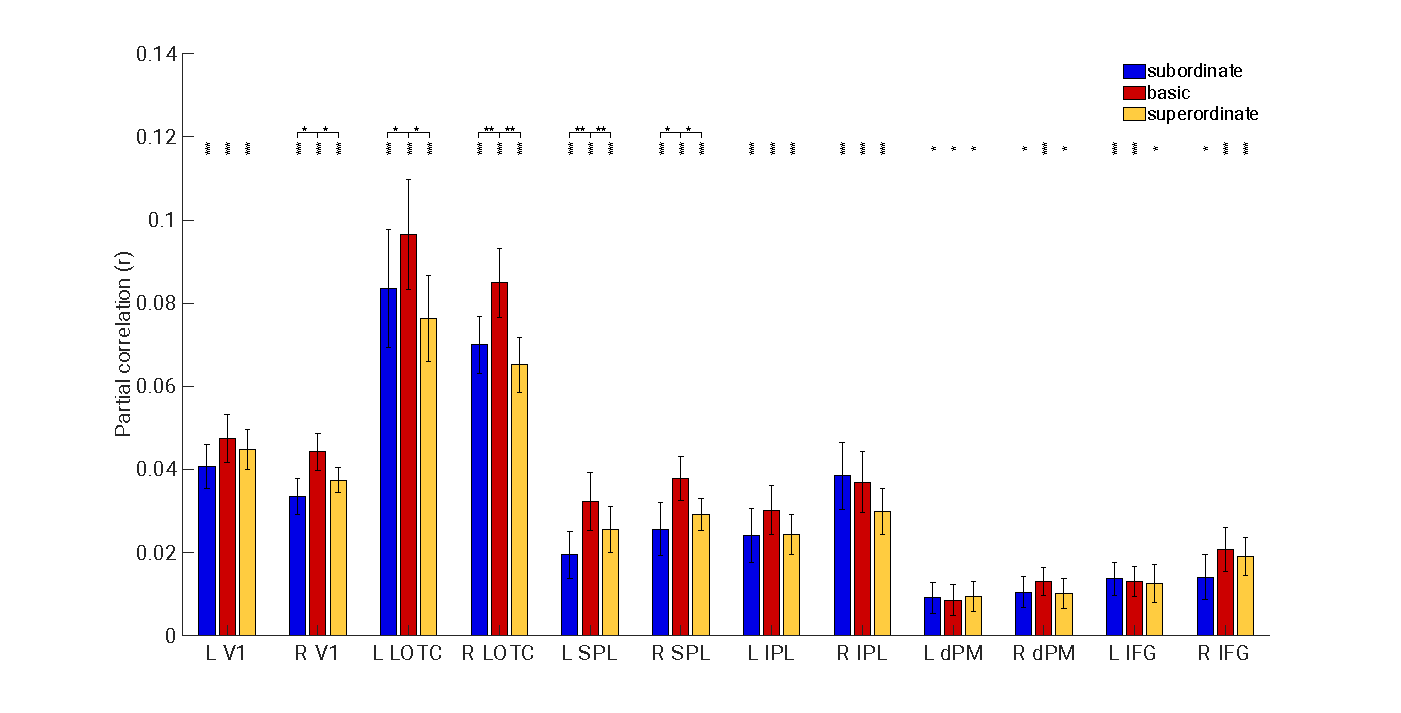 0.14
subordinate
basic
superordinate
0.12
* * * * ** ** ** ** * *
*** *** *** *** *** *** *** *** *** *** *** *** *** *** *** *** *** *** *** *** *** *** *** *** * * * * *** * *** *** * * *** ***
0.1
0.08
0.06
0.04
0.02
0
Partial correlation (r)
L V1 R V1 L LOTC R LOTC L SPL R SPL L IPL R IPL L dPM R dPM L IFG R IFG